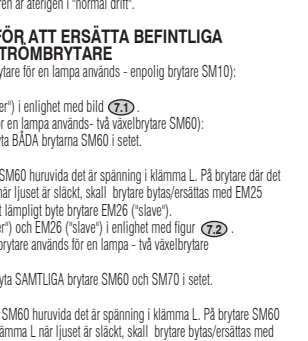 ren är återigen i "normal drift".
FÖR ATT ERSÄTTA BEFINTLIGA
STRÖMBRYTARE
ytare för en lampa används - enpolig brytare SM10):
er") i enlighet med bild 7.1 .
ör en lampa används- två växelbrytare SM60):
yta BÅDA brytarna SM60 i setet.
SM60 huruvida det är spänning i klämma L. På brytare där det
när ljuset är släckt, skall brytare bytas/ersättas med EM25
t lämpligt byte brytare EM26 ("slave").
er") och EM26 ("slave") i enlighet med figur 7.2 .
brytare används för en lampa - två växelbrytare
yta SAMTLIGA brytare SM60 och SM70 i setet.
SM60 huruvida det är spänning i klämma L. På brytare SM60
lämma L när ljuset är släckt, skall brytare bytas/ersättas med